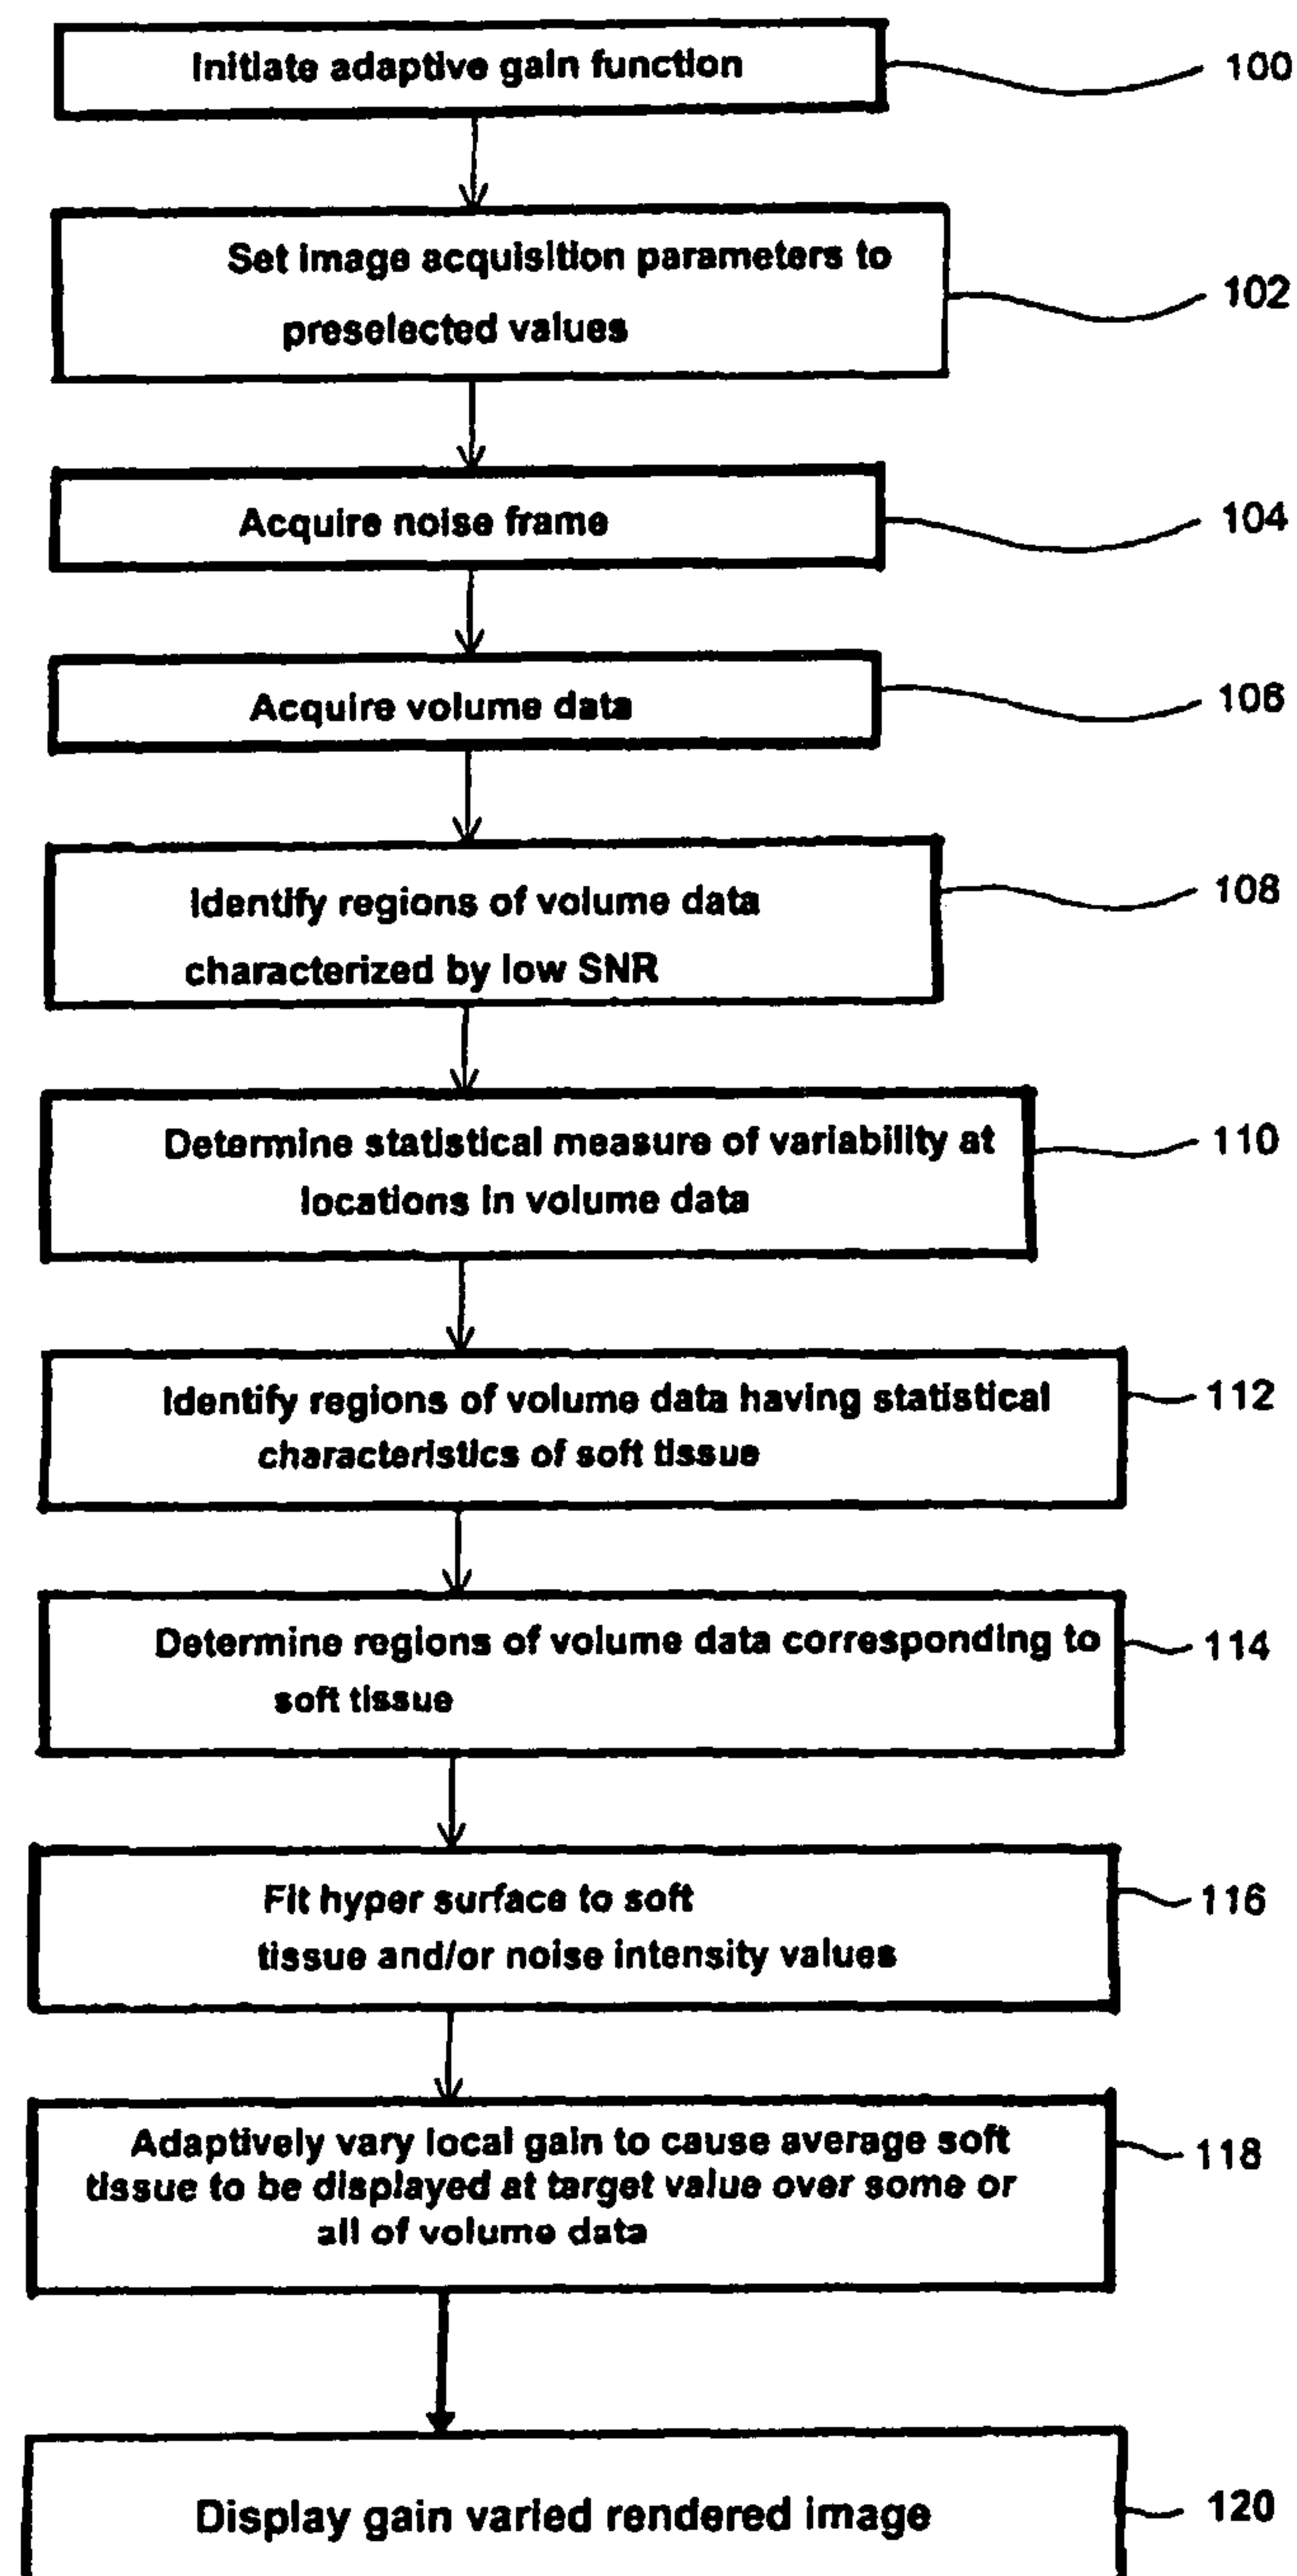 Initiate adaptive gain function
100
Set image acquisition parameters to
preselected values
102
Acquire noise frame
104
Acquire volume data
106
Identify regions of volume data
characterized by low SNR
108
Determine statistical measure of variability at
locations in volume data
110
Identify regions of volume data having statistical
characteristics of soft tissue
112
Determine regions of volume data corresponding to
soft tissue
114
Fit hyper surface to soft
tissue and/or noise intensity values
116
Adaptively vary local gain to cause average soft
tissue to be displayed at target value over some or
all of volume data
118
Display gain varied rendered image
120